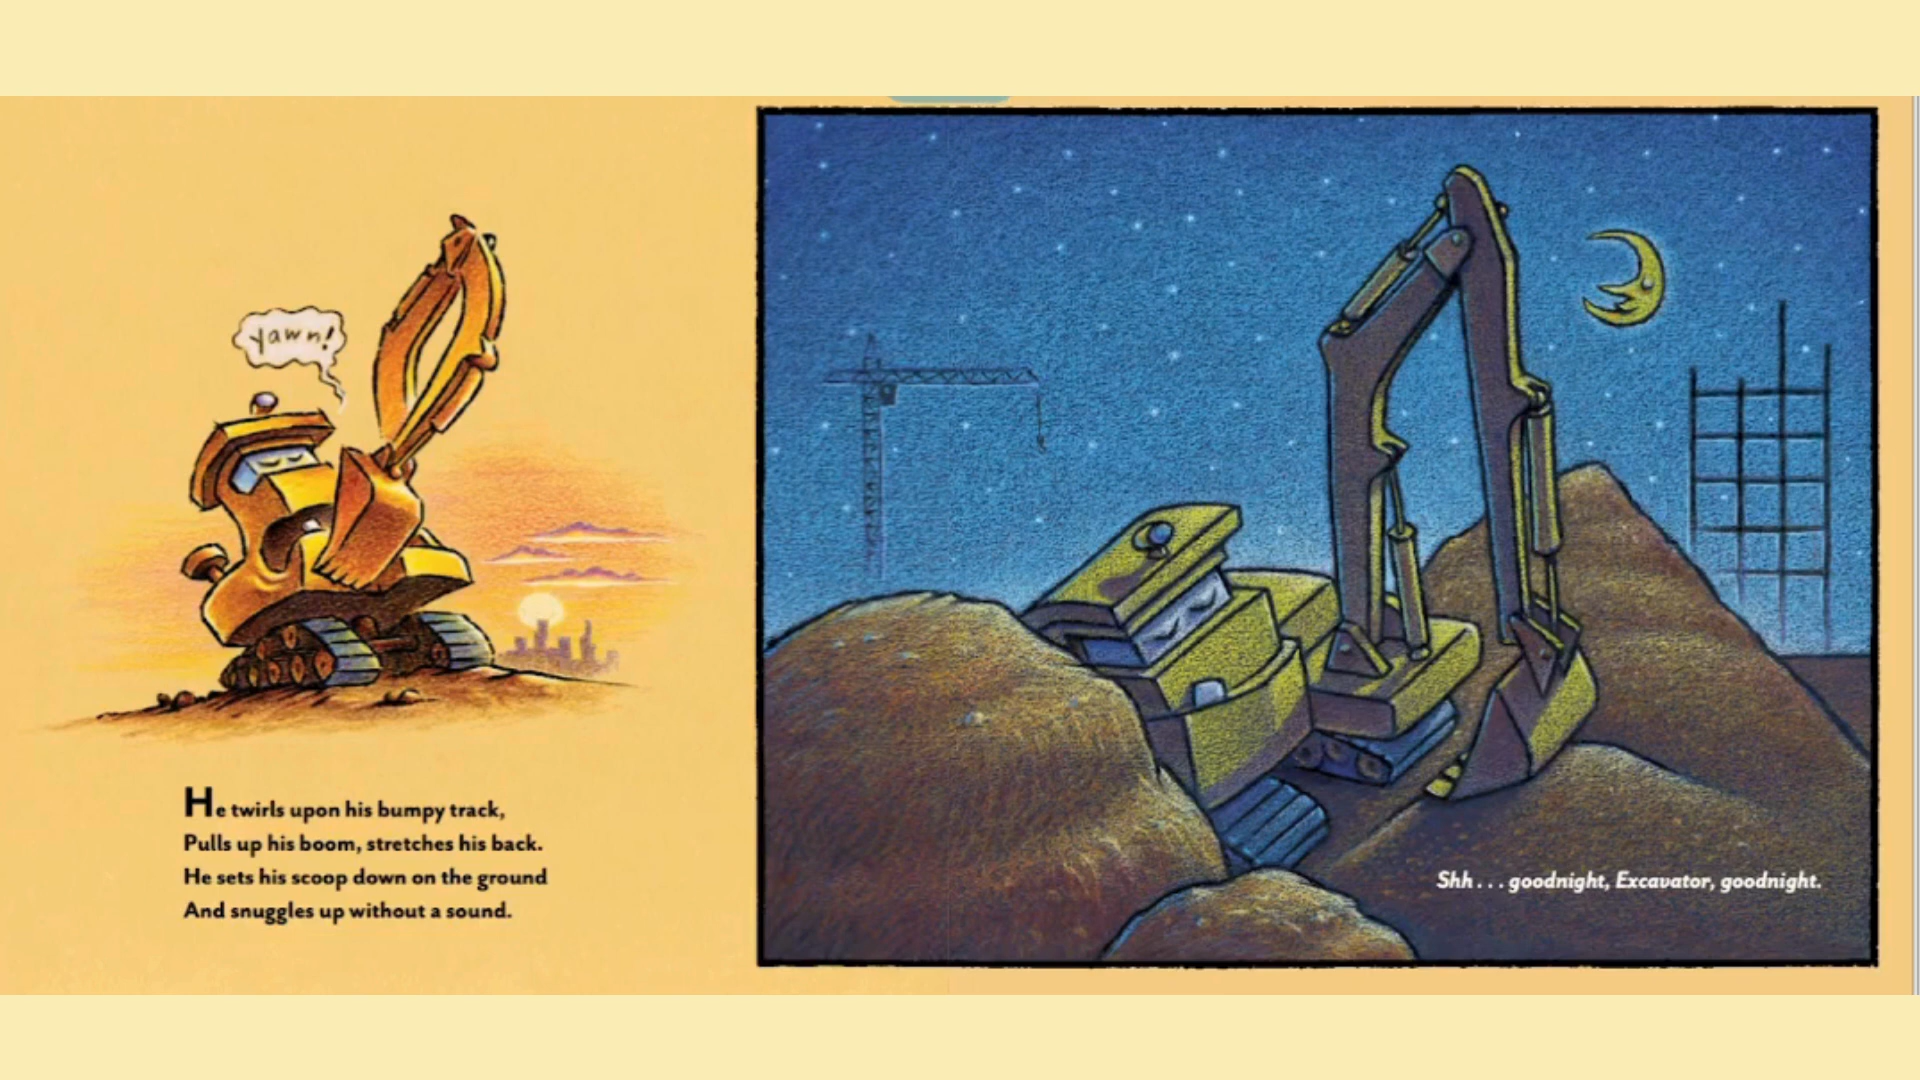 yawn!
He twirls upon his bumpy track,
Pulls up his boom, stretches his back.
He sets his scoop down on the ground
And snuggles up without a sound.
Shh . . . goodnight, Excavator, goodnight.